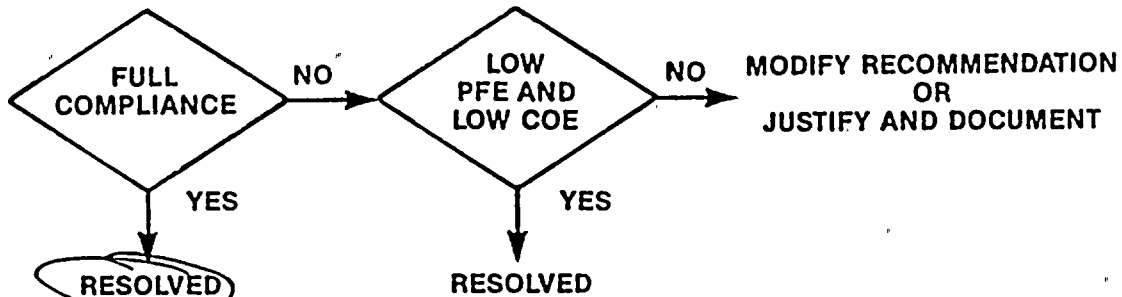 FULL
COMPLIANCE
NO
LOW
PFE AND
LOW COE
NO
MODIFY RECOMMENDATION
OR
JUSTIFY AND DOCUMENT
YES
YES
RESOLVED
RESOLVED